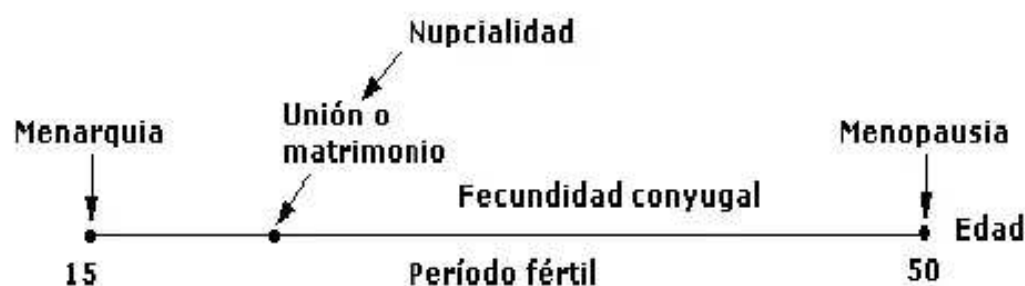 Nupcialidad
Unión o
matrimonio
Menarquia
Menopausia
Fecundidad conyugal
Edad
15
Período fértil
50